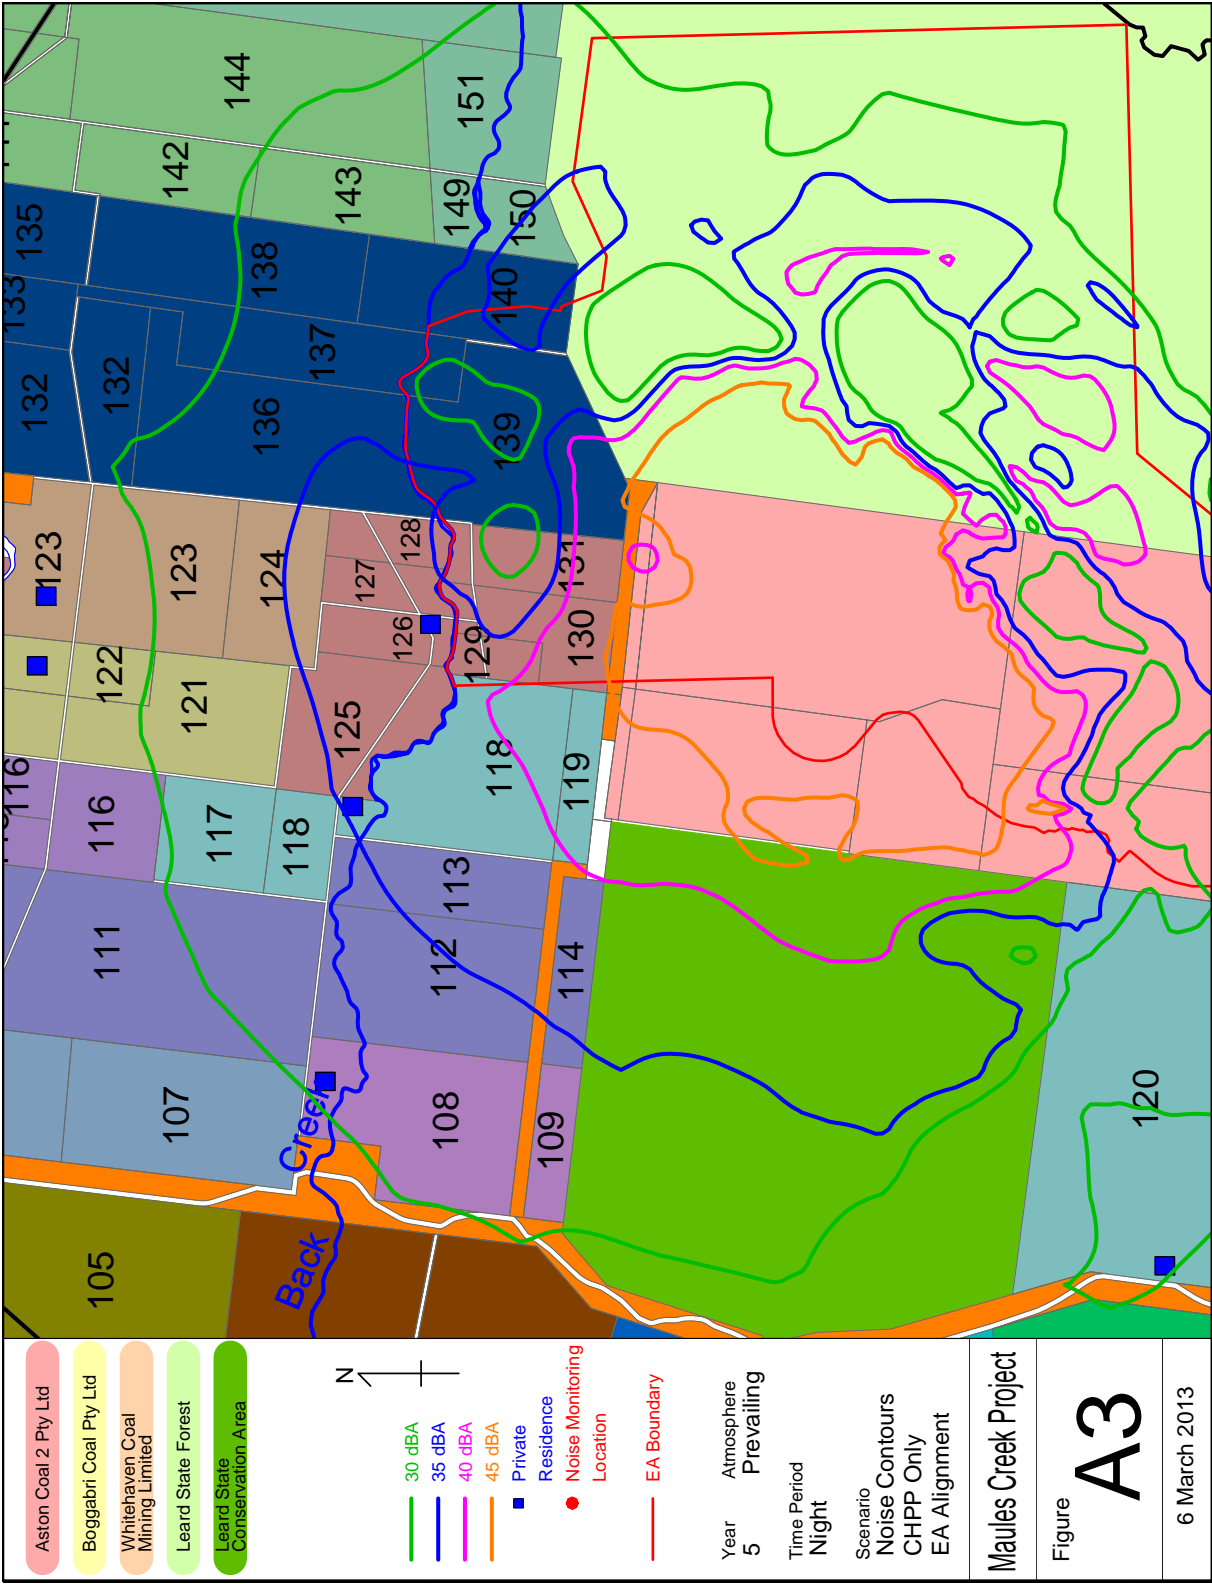 144
151
142
143
149
150
135
138
140
133
132
132
137
136
139
123
123
124
128
127
131
126
129
130
122
121
125
118
119
116
116
117
118
113
111
112
114
107
108
109
120
105
Back
Creek
Aston Coal 2 Pty Ltd
Boggabri Coal Pty Ltd
Whitehaven Coal
Mining Limited
Leard State Forest
Leard State
Conservation Area
N
30 dBA
35 dBA
40 dBA
45 dBA
Private
Residence
Noise Monitoring
Location
EA Boundary
Year
5
Atmosphere
Prevailing
Time Period
Night
Scenario
Noise Contours
CHPP Only
EA Alignment
Maules Creek Project
Figure
A3
6 March 2013